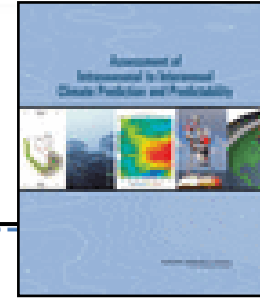 Assessment of
Intraseasonal to Interannual
Climate Prediction and Predictability